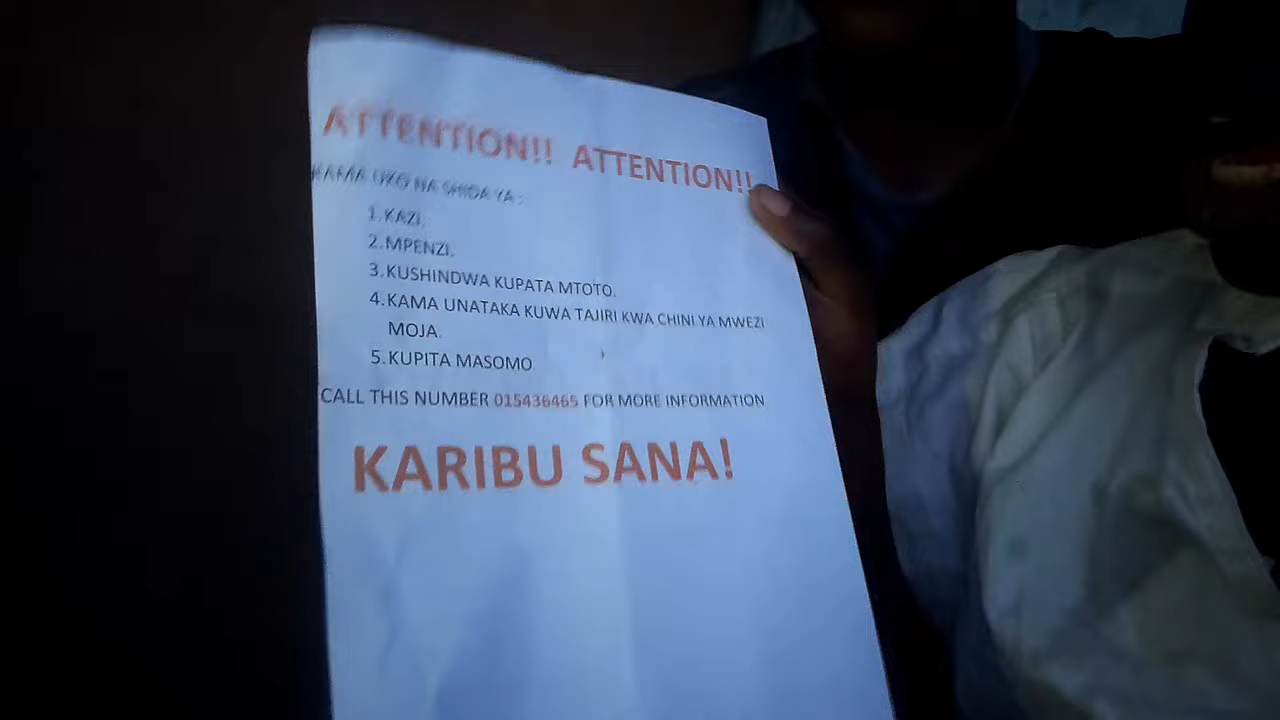 ATTENTION!! ATTENTION!!
KAMA UKO NA SHIDA YA :
1. KAZI.
2. MPENZI.
3. KUSHINDWA KUPATA MTOTO.
4. KAMA UNATAKA KUWA TAJIRI KWA CHINI YA MWEZI
MOJA.
5. KUPITA MASOMO
CALL THIS NUMBER 015436465 FOR MORE INFORMATION
KARIBU SANA!